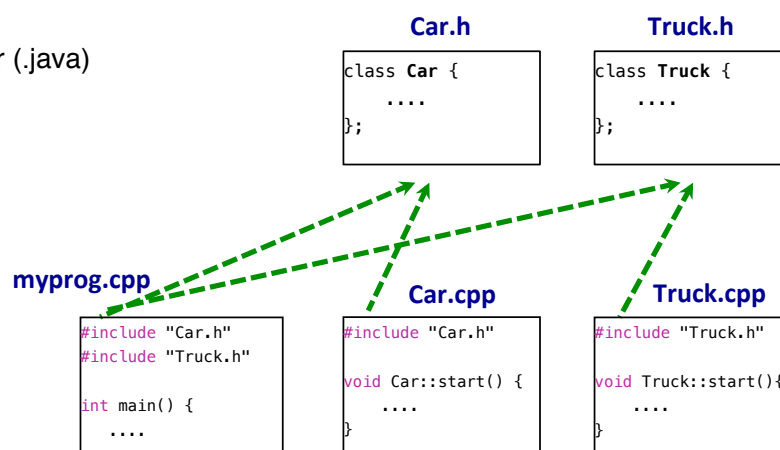 (.java)
Car.h
class Car {
....
};
Truck.h
class Truck {
....
};
myprog.cpp
#include "Car.h"
#include "Truck.h"
int main() {
....
Car.cpp
#include "Car.h"
void Car::start() {
....
}
Truck.cpp
#include "Truck.h"
void Truck::start(){
....
}